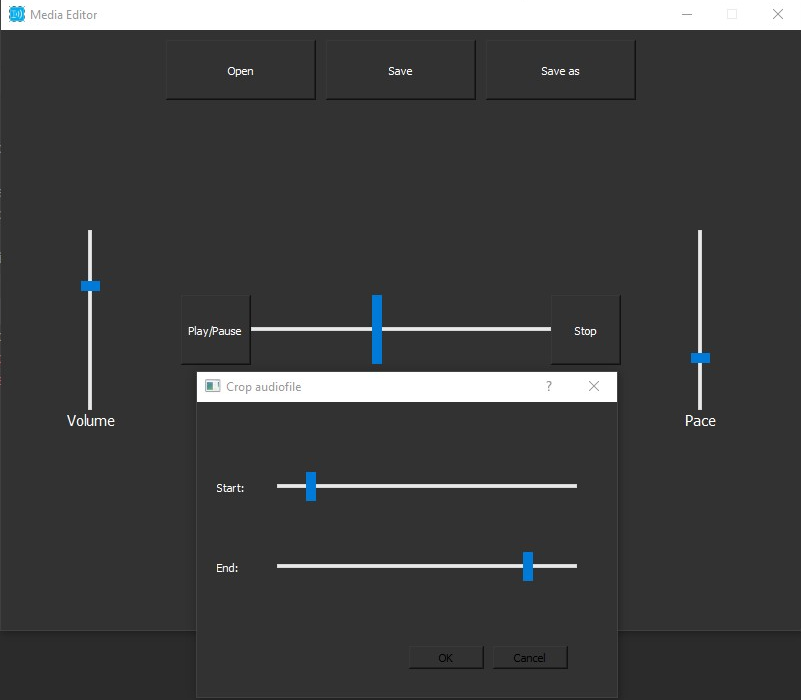 Media Editor
Open
Save
Save as
Play/Pause
Stop
Volume
Pace
Crop audiofile
?
Start:
End:
OK
Cancel